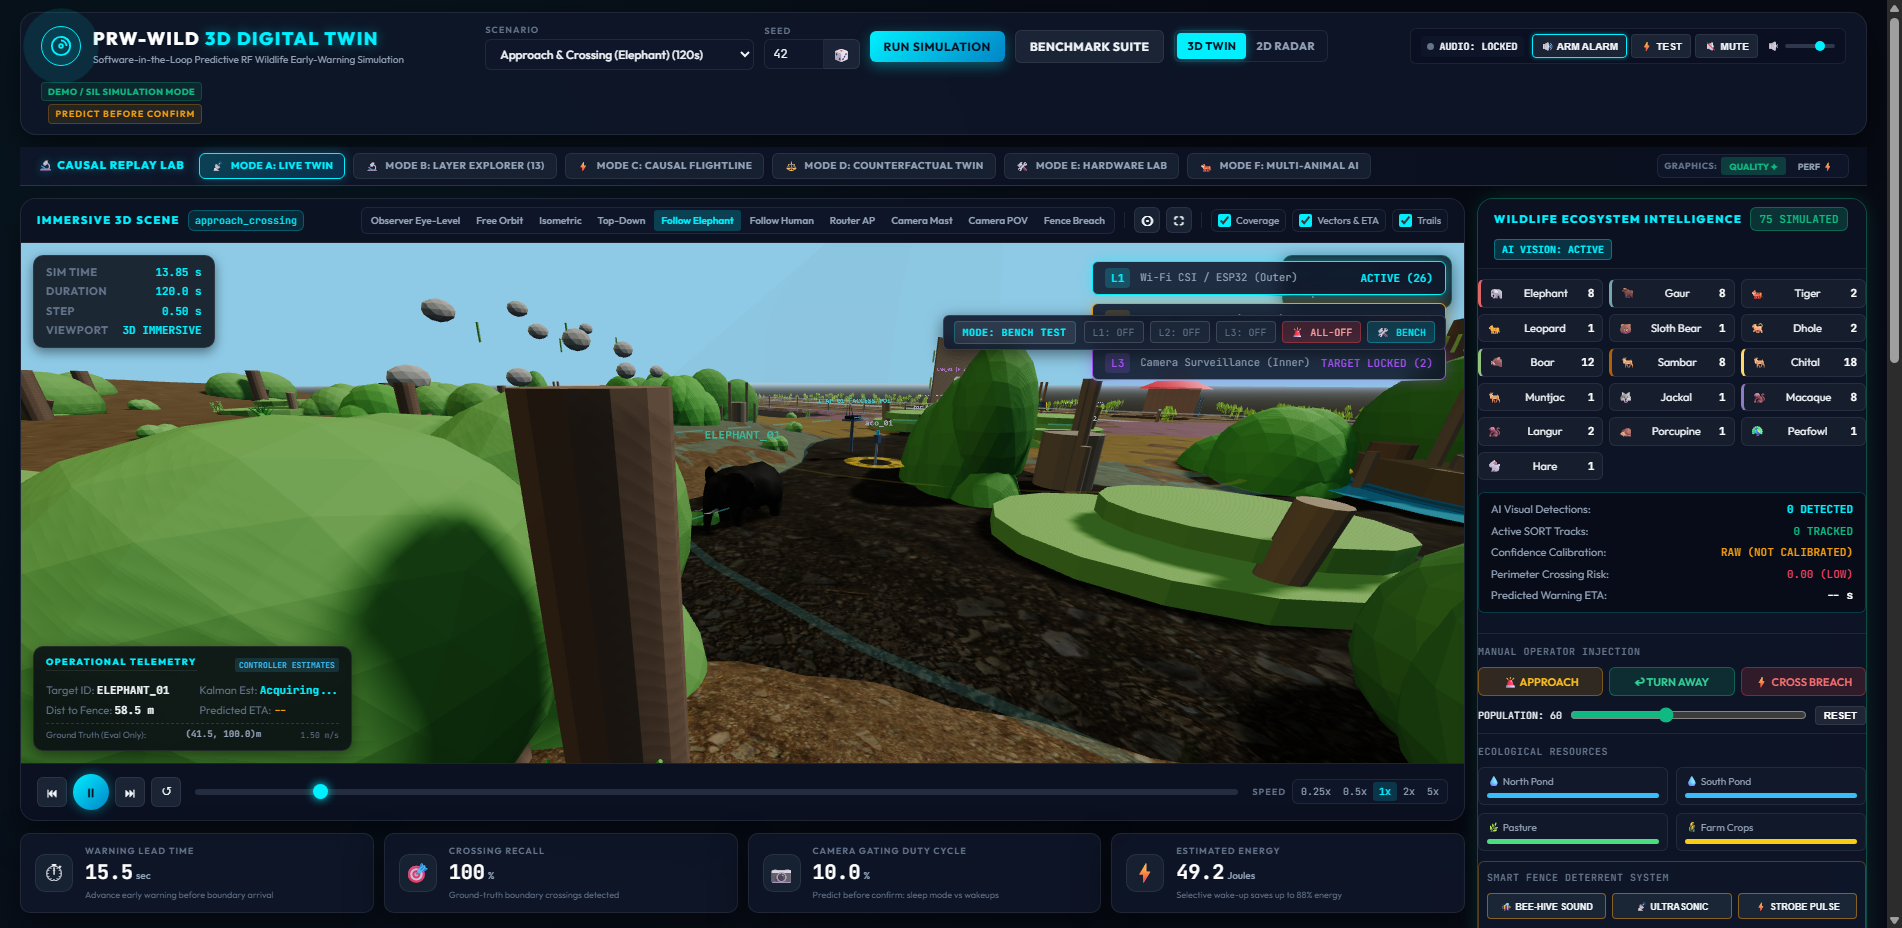 PRW-WILD 3D DIGITAL TWIN
Software-in-the-Loop Predictive RF Wildlife Early-Warning Simulation
DEMO / SIL SIMULATION MODE
PREDICT BEFORE CONFIRM
SCENARIO
Approach & Crossing (Elephant) (120s)
SEED
42
RUN SIMULATION
BENCHMARK SUITE
3D TWIN
2D RADAR
AUDIO: LOCKED
ARM ALARM
TEST
MUTE
CAUSAL REPLAY LAB
MODE A: LIVE TWIN
MODE B: LAYER EXPLORER (13)
MODE C: CAUSAL FLIGHTLINE
MODE D: COUNTERFACTUAL TWIN
MODE E: HARDWARE LAB
MODE F: MULTI-ANIMAL AI
GRAPHICS:
QUALITY
PERF
IMMERSIVE 3D SCENE
approach_crossing
Observer Eye-Level
Free Orbit
Isometric
Top-Down
Follow Elephant
Follow Human
Router AP
Camera Mast
Camera POV
Fence Breach
Coverage
Vectors & ETA
Trails
SIM TIME 13.85 s
DURATION 120.0 s
STEP 0.50 s
VIEWPORT 3D IMMERSIVE
L1 Wi-Fi CSI / ESP32 (Outer) ACTIVE (26)
MODE: BENCH TEST
L1: OFF
L2: OFF
L3: OFF
ALL-OFF
BENCH
L3 Camera Surveillance (Inner) TARGET LOCKED (2)
ELEPHANT_01
aco_01
OPERATIONAL TELEMETRY
CONTROLLER ESTIMATES
Target ID: ELEPHANT_01
Kalman Est: Acquiring...
Dist to Fence: 58.5 m
Predicted ETA: --
Ground Truth (Eval Only): (41.5, 100.0)m 1.50 m/s
SPEED
0.25x
0.5x
1x
2x
5x
WARNING LEAD TIME
15.5 sec
Advance early warning before boundary arrival
CROSSING RECALL
100 %
Ground-truth boundary crossings detected
CAMERA GATING DUTY CYCLE
10.0 %
Predict before confirm: sleep mode vs wakeups
ESTIMATED ENERGY
49.2 Joules
Selective wake-up saves up to 88% energy
WILDLIFE ECOSYSTEM INTELLIGENCE
75 SIMULATED
AI VISION: ACTIVE
Elephant 8
Gaur 8
Tiger 2
Leopard 1
Sloth Bear 1
Dhole 2
Boar 12
Sambar 8
Chital 18
Muntjac 1
Jackal 1
Macaque 8
Langur 2
Porcupine 1
Peafowl 1
Hare 1
AI Visual Detections: 0 DETECTED
Active SORT Tracks: 0 TRACKED
Confidence Calibration: RAW (NOT CALIBRATED)
Perimeter Crossing Risk: 0.00 (LOW)
Predicted Warning ETA: -- s
MANUAL OPERATOR INJECTION
APPROACH
TURN AWAY
CROSS BREACH
POPULATION: 60
RESET
ECOLOGICAL RESOURCES
North Pond
South Pond
Pasture
Farm Crops
SMART FENCE DETERRENT SYSTEM
BEE-HIVE SOUND
ULTRASONIC
STROBE PULSE